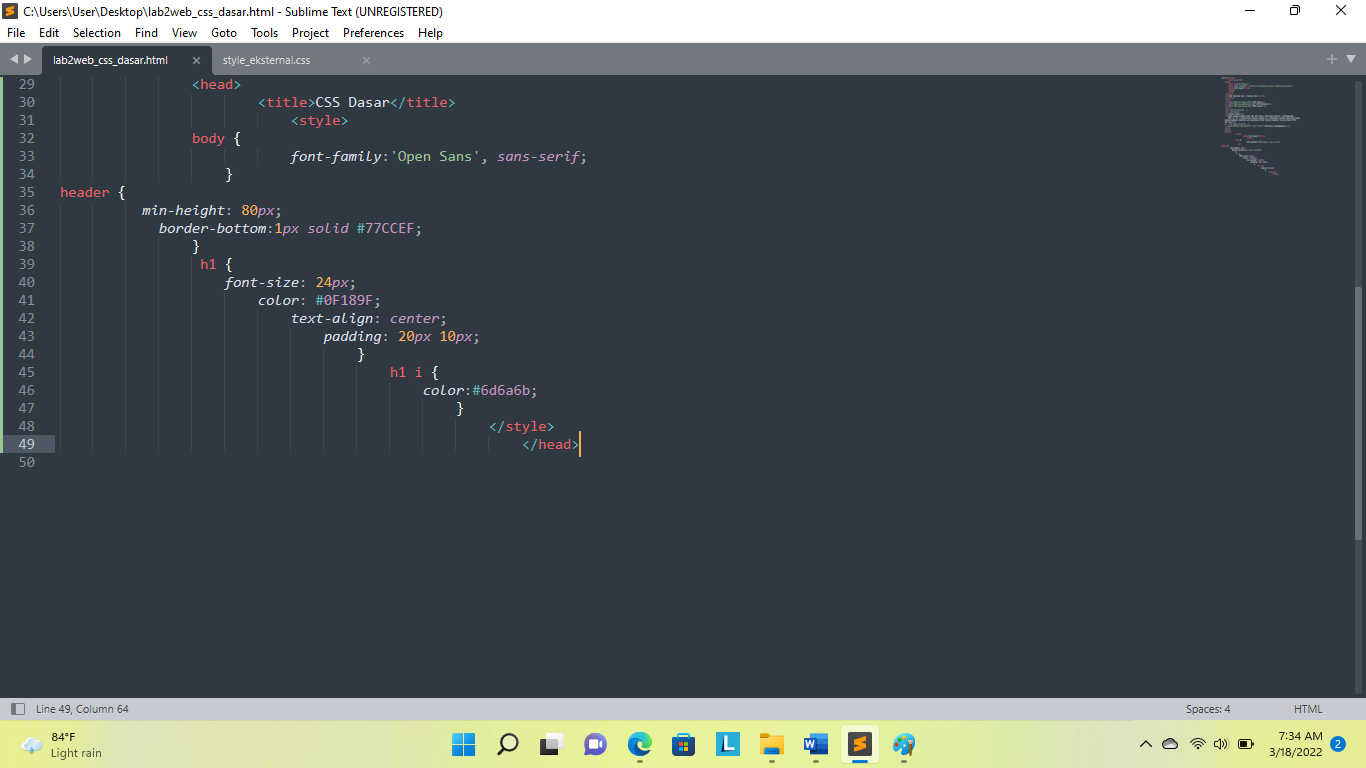 C:\Users\User\Desktop\lab2web_css_dasar.html - Sublime Text (UNREGISTERED)
File Edit Selection Find View Goto Tools Project Preferences Help
lab2web_css_dasar.html style_eksternal.css
29 <head>
30 <title>CSS Dasar</title>
31 <style>
32 body {
33 font-family:'Open Sans', sans-serif;
34 }
35 header {
36 min-height: 80px;
37 border-bottom:1px solid #77CCEF;
38 }
39 h1 {
40 font-size: 24px;
41 color: #0F189F;
42 text-align: center;
43 padding: 20px 10px;
44 }
45 h1 i {
46 color:#6d6a6b;
47 }
48 </style>
49 </head>
50
Line 49, Column 64 Spaces: 4 HTML
84°F
Light rain
7:34 AM
3/18/2022
2